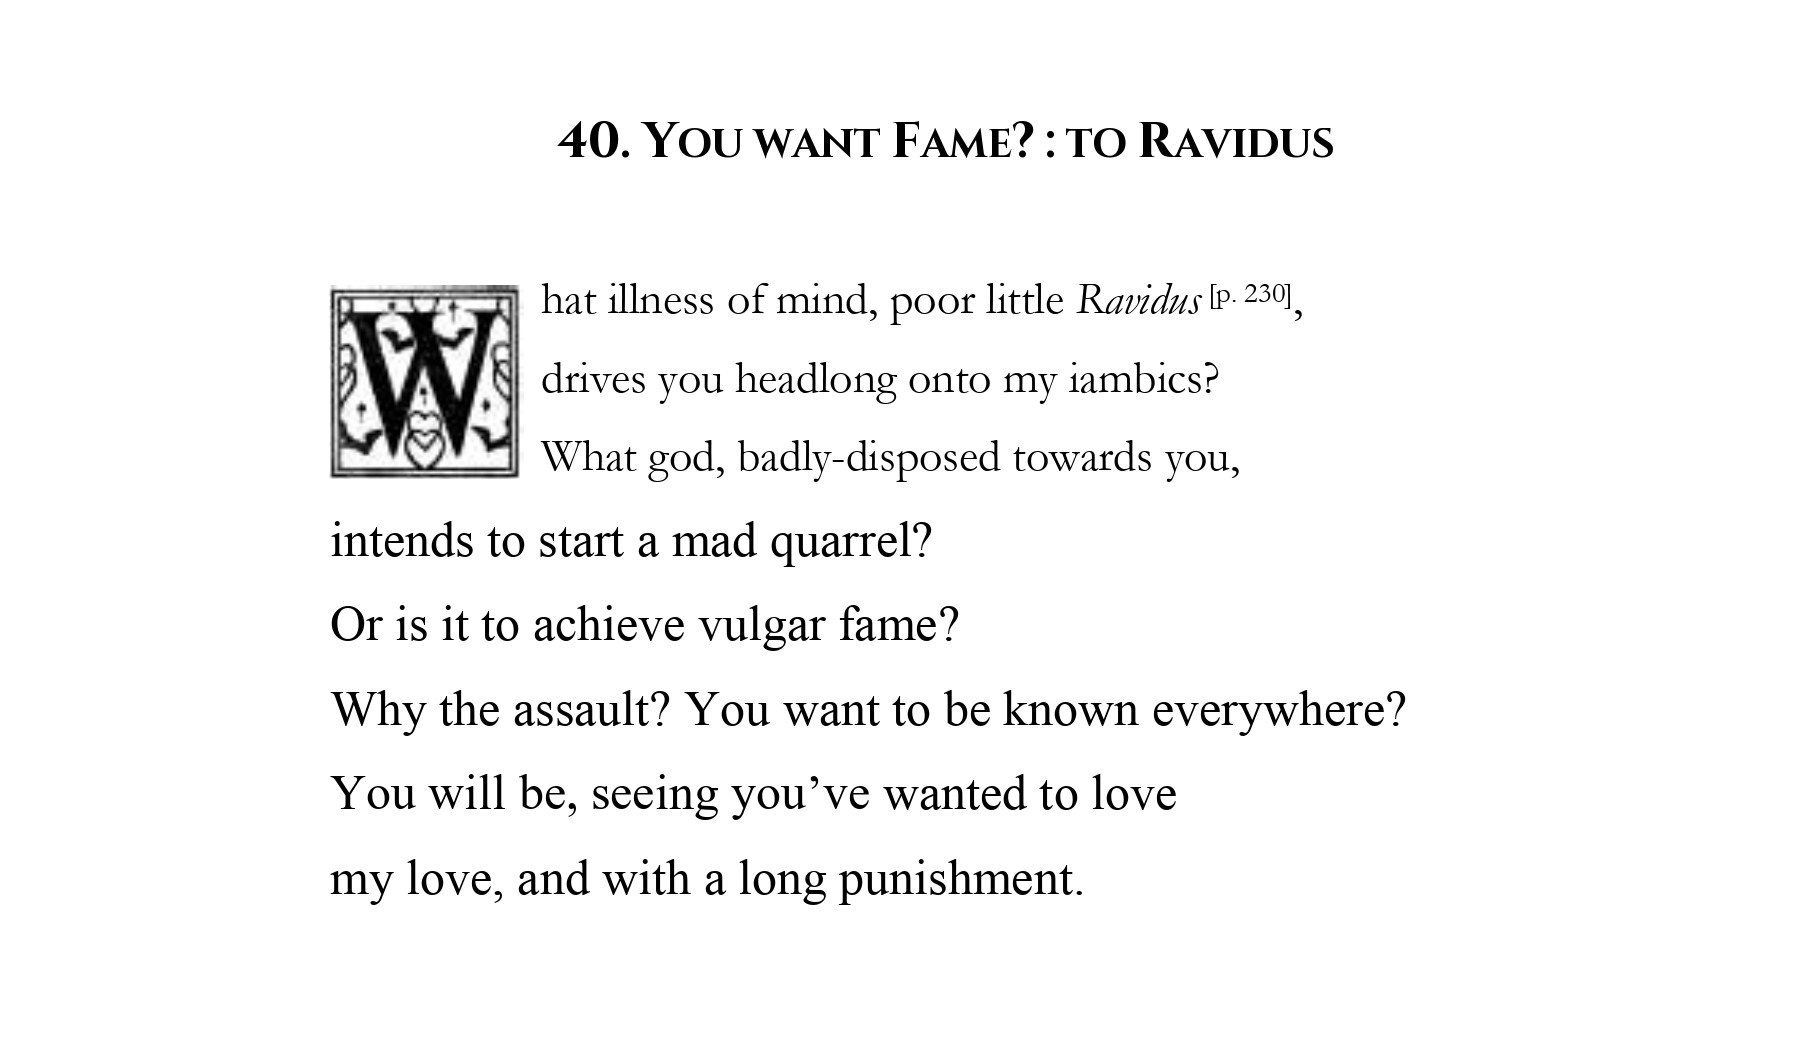 40. You want Fame? : to Ravidus
What illness of mind, poor little Ravidus [p. 230],
drives you headlong onto my iambics?
What god, badly-disposed towards you,
intends to start a mad quarrel?
Or is it to achieve vulgar fame?
Why the assault? You want to be known everywhere?
You will be, seeing you’ve wanted to love
my love, and with a long punishment.